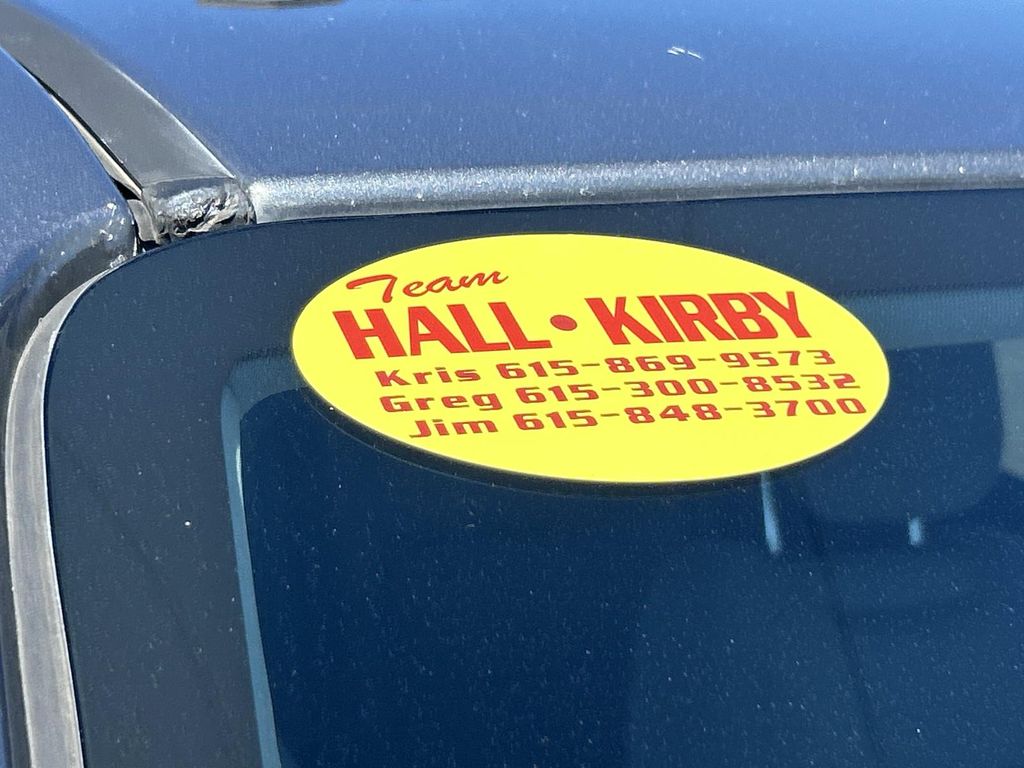 Team
HALL • KIRBY
Kris 615-869-9573
Greg 615-300-8532
Jim 615-848-3700